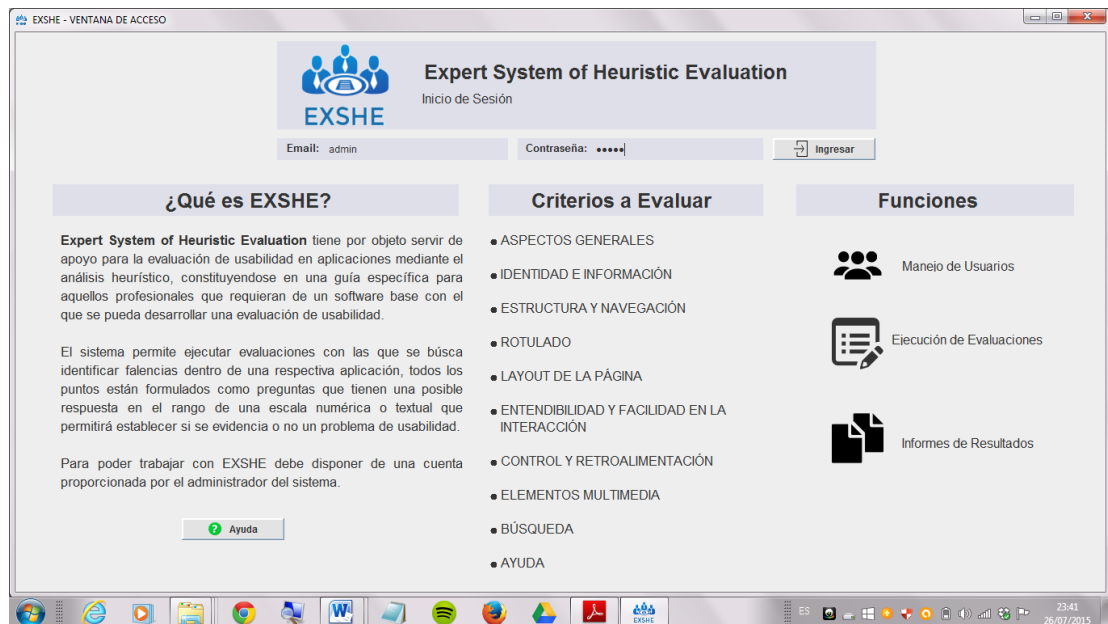 EXSHE - VENTANA DE ACCESO
EXSHE
Expert System of Heuristic Evaluation
Inicio de Sesión
Email: admin
Contraseña: •••••
Ingresar
¿Qué es EXSHE?
Expert System of Heuristic Evaluation tiene por objeto servir de
apoyo para la evaluación de usabilidad en aplicaciones mediante el
análisis heurístico, constituyendose en una guía específica para
aquellos profesionales que requieran de un software base con el
que se pueda desarrollar una evaluación de usabilidad.
El sistema permite ejecutar evaluaciones con las que se búsca
identificar falencias dentro de una respectiva aplicación, todos los
puntos están formulados como preguntas que tienen una posible
respuesta en el rango de una escala numérica o textual que
permitirá establecer si se evidencia o no un problema de usabilidad.
Para poder trabajar con EXSHE debe disponer de una cuenta
proporcionada por el administrador del sistema.
Ayuda
Criterios a Evaluar
• ASPECTOS GENERALES
• IDENTIDAD E INFORMACIÓN
• ESTRUCTURA Y NAVEGACIÓN
• ROTULADO
• LAYOUT DE LA PÁGINA
• ENTENDIBILIDAD Y FACILIDAD EN LA
INTERACCIÓN
• CONTROL Y RETROALIMENTACIÓN
• ELEMENTOS MULTIMEDIA
• BÚSQUEDA
• AYUDA
Funciones
Manejo de Usuarios
Ejecución de Evaluaciones
Informes de Resultados
EXSHE
ES
23:41
26/07/2015